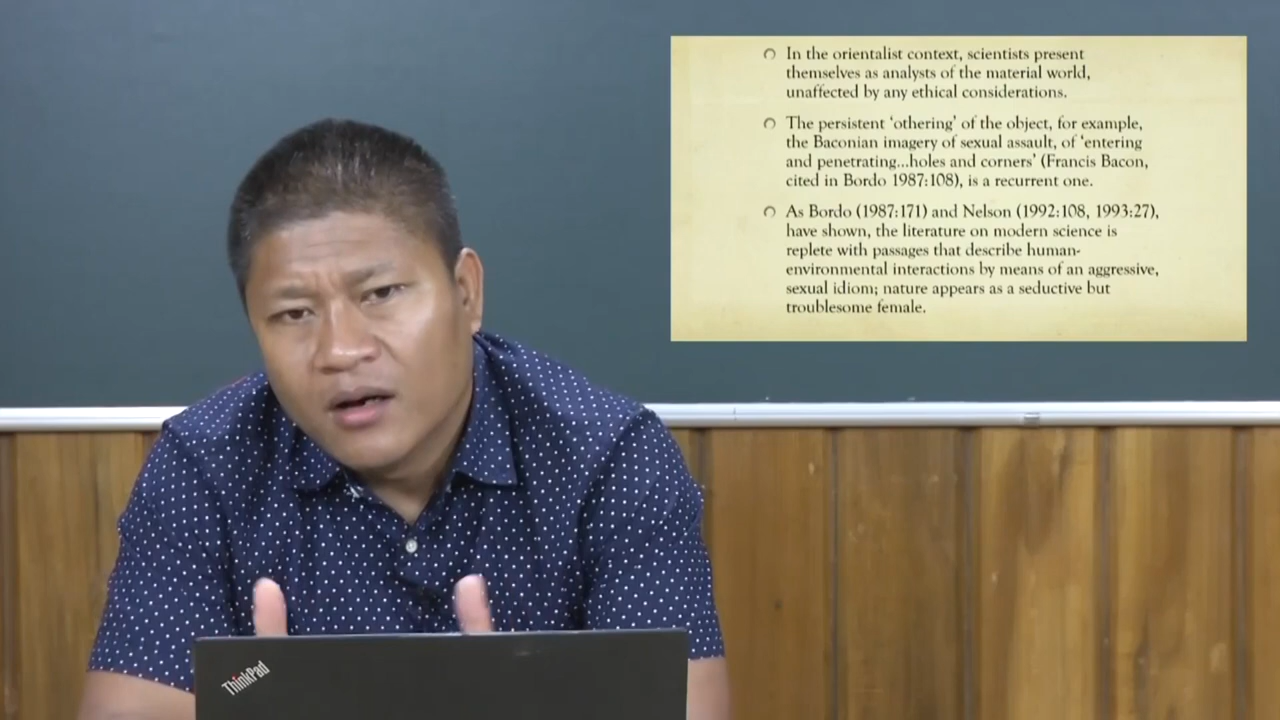 In the orientalist context, scientists present
themselves as analysts of the material world,
unaffected by any ethical considerations.
The persistent ‘othering’ of the object, for example,
the Baconian imagery of sexual assault, of ‘entering
and penetrating...holes and corners’ (Francis Bacon,
cited in Bordo 1987:108), is a recurrent one.
As Bordo (1987:171) and Nelson (1992:108, 1993:27),
have shown, the literature on modern science is
replete with passages that describe human-
environmental interactions by means of an aggressive,
sexual idiom; nature appears as a seductive but
troublesome female.
ThinkPad